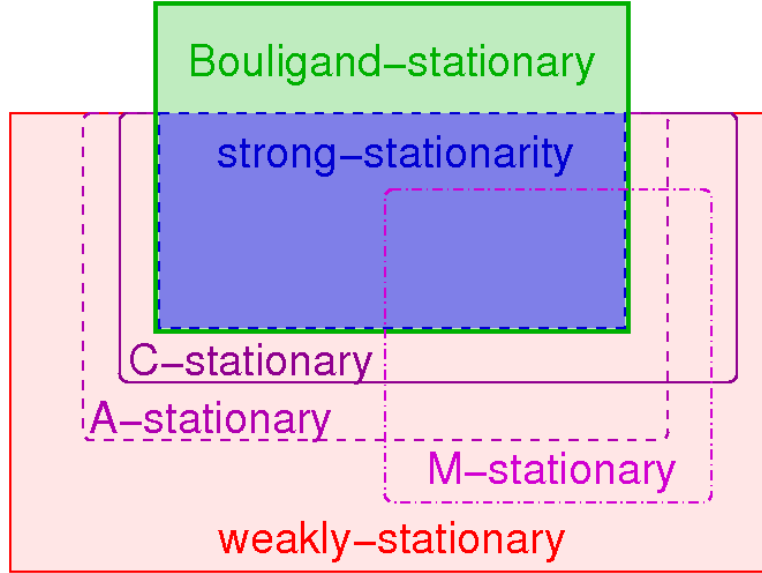 Bouligand-stationary
strong-stationarity
C-stationary
A-stationary
M-stationary
weakly-stationary